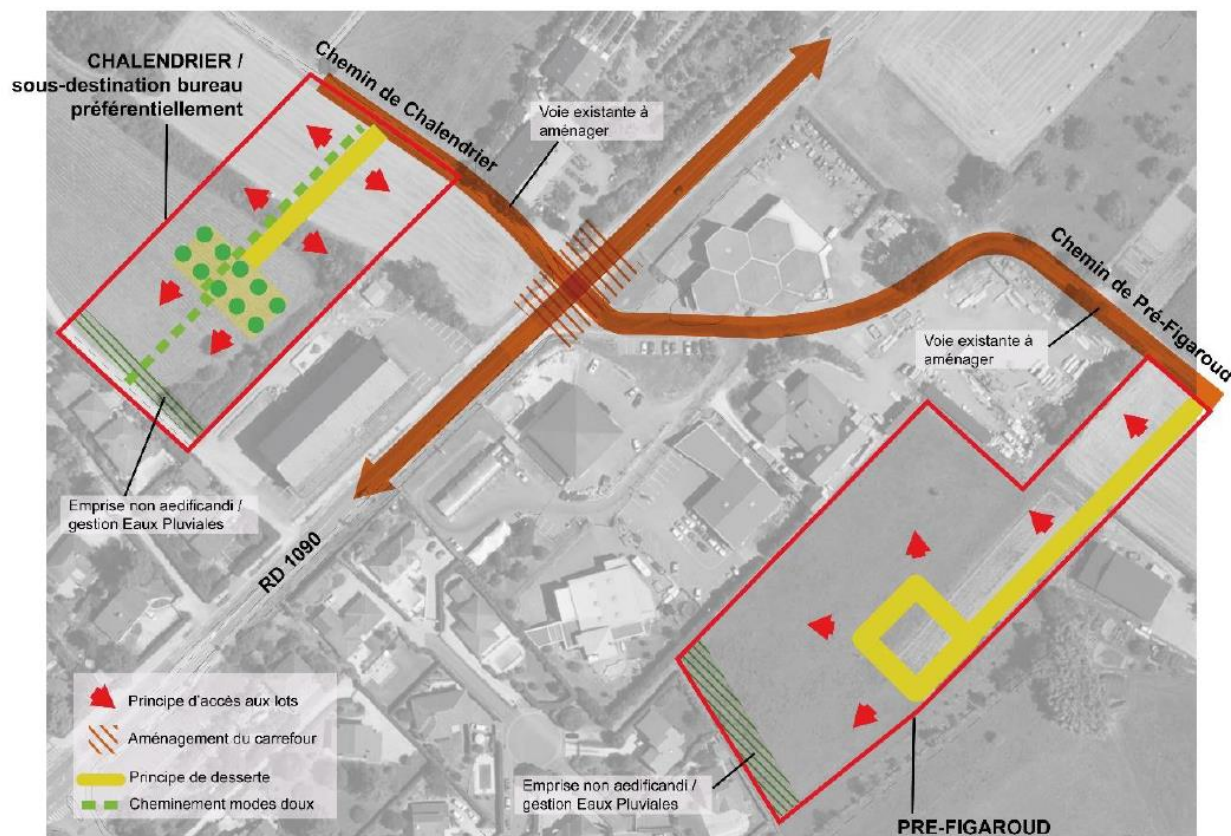 CHALENDRIER /
sous-destination bureau
préférentiellement
Chemin de Chalendrier
Voie existante à
aménager
Chemin de Pré-Figaroud
Voie existante à
aménager
Emprise non aedificandi /
gestion Eaux Pluviales
RD 1090
Principe d'accès aux lots
Aménagement du carrefour
Principe de desserte
Cheminement modes doux
Emprise non aedificandi /
gestion Eaux Pluviales
PRE-FIGAROUD